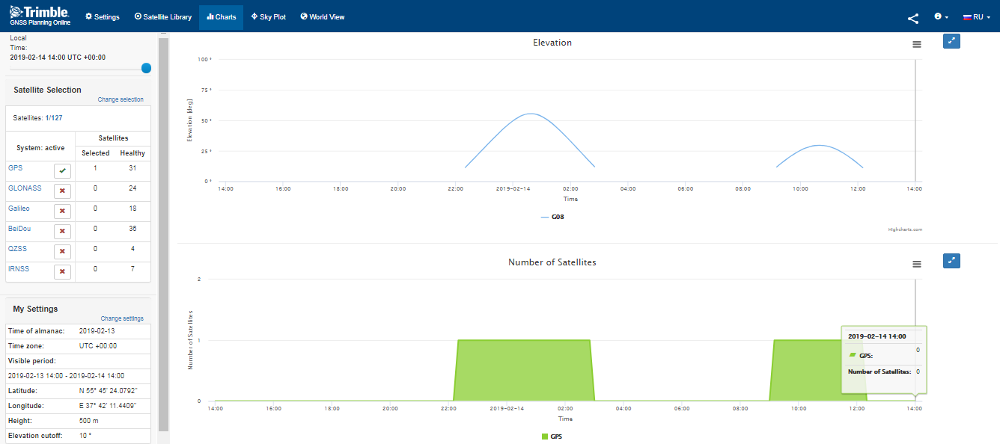 Trimble.
GNSS Planning Online
Settings
Satellite Library
Charts
Sky Plot
World View
RU
Local
Time:
2019-02-14 14:00 UTC +00:00
Satellite Selection
Change selection
Satellites: 1/127
System: active
Satellites
Selected Healthy
GPS 1 31
GLONASS 0 24
Galileo 0 18
BeiDou 0 36
QZSS 0 4
IRNSS 0 7
My Settings
Change settings
Time of almanac: 2019-02-13
Time zone: UTC +00:00
Visible period:
2019-02-13 14:00 - 2019-02-14 14:00
Latitude: N 55° 45' 24.0792"
Longitude: E 37° 42' 11.4409"
Height: 500 m
Elevation cutoff: 10 °
Elevation
Elevation [deg]
100 °
75 °
50 °
25 °
0 °
14:00 16:00 18:00 20:00 22:00 2019-02-14 02:00 04:00 06:00 08:00 10:00 12:00 14:00
Time
G08
Highcharts.com
Number of Satellites
Number of Satellites
2
1
0
2019-02-14 14:00
GPS: 0
Number of Satellites: 0
14:00 16:00 18:00 20:00 22:00 2019-02-14 02:00 04:00 06:00 08:00 10:00 12:00 14:00
Time
GPS